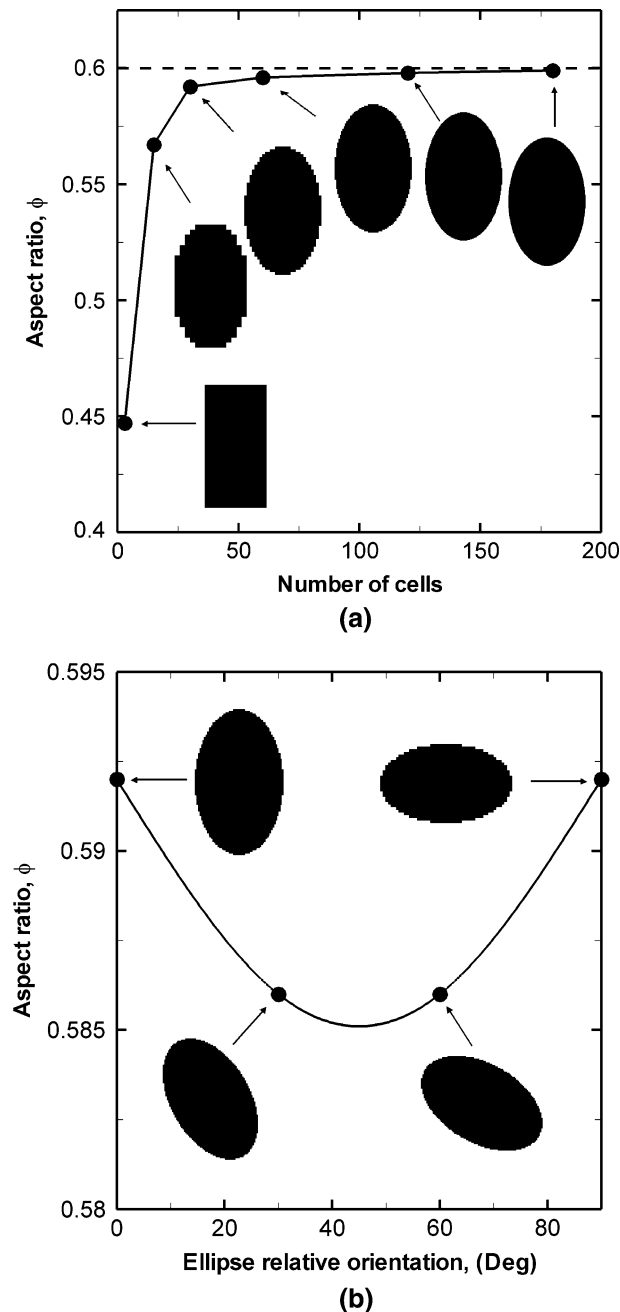 0.6
0.55
0.5
0.45
0.4
Aspect ratio, ϕ
0 50 100 150 200
Number of cells
(a)
0.595
0.59
0.585
0.58
Aspect ratio, ϕ
0 20 40 60 80
Ellipse relative orientation, (Deg)
(b)